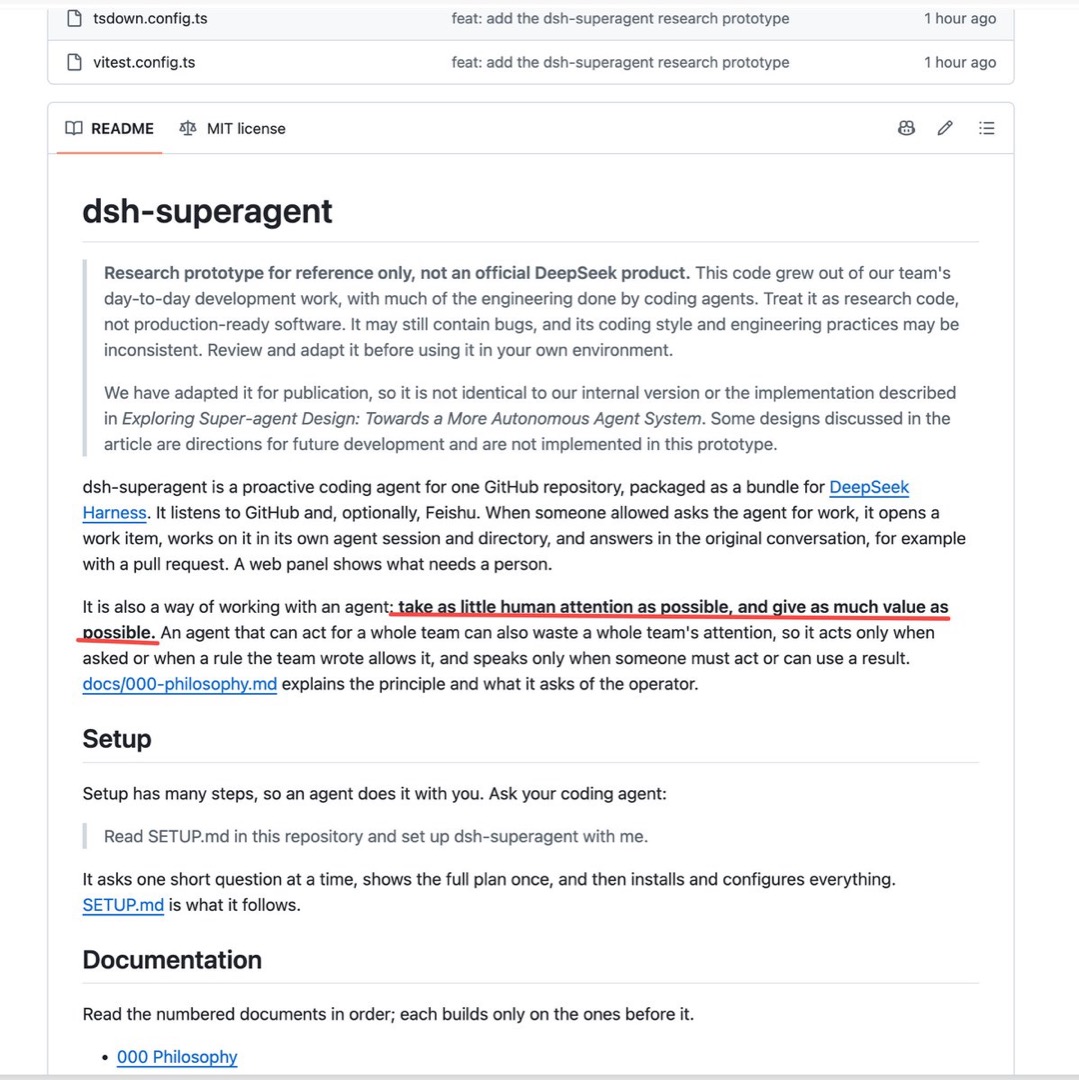 tsdown.config.ts feat: add the dsh-superagent research prototype 1 hour ago
vitest.config.ts feat: add the dsh-superagent research prototype 1 hour ago
README MIT license
dsh-superagent
Research prototype for reference only, not an official DeepSeek product. This code grew out of our team's
day-to-day development work, with much of the engineering done by coding agents. Treat it as research code,
not production-ready software. It may still contain bugs, and its coding style and engineering practices may be
inconsistent. Review and adapt it before using it in your own environment.
We have adapted it for publication, so it is not identical to our internal version or the implementation described
in Exploring Super-agent Design: Towards a More Autonomous Agent System. Some designs discussed in the
article are directions for future development and are not implemented in this prototype.
dsh-superagent is a proactive coding agent for one GitHub repository, packaged as a bundle for DeepSeek
Harness. It listens to GitHub and, optionally, Feishu. When someone allowed asks the agent for work, it opens a
work item, works on it in its own agent session and directory, and answers in the original conversation, for example
with a pull request. A web panel shows what needs a person.
It is also a way of working with an agent: take as little human attention as possible, and give as much value as
possible. An agent that can act for a whole team can also waste a whole team's attention, so it acts only when
asked or when a rule the team wrote allows it, and speaks only when someone must act or can use a result.
docs/000-philosophy.md explains the principle and what it asks of the operator.
Setup
Setup has many steps, so an agent does it with you. Ask your coding agent:
Read SETUP.md in this repository and set up dsh-superagent with me.
It asks one short question at a time, shows the full plan once, and then installs and configures everything.
SETUP.md is what it follows.
Documentation
Read the numbered documents in order; each builds only on the ones before it.
• 000 Philosophy